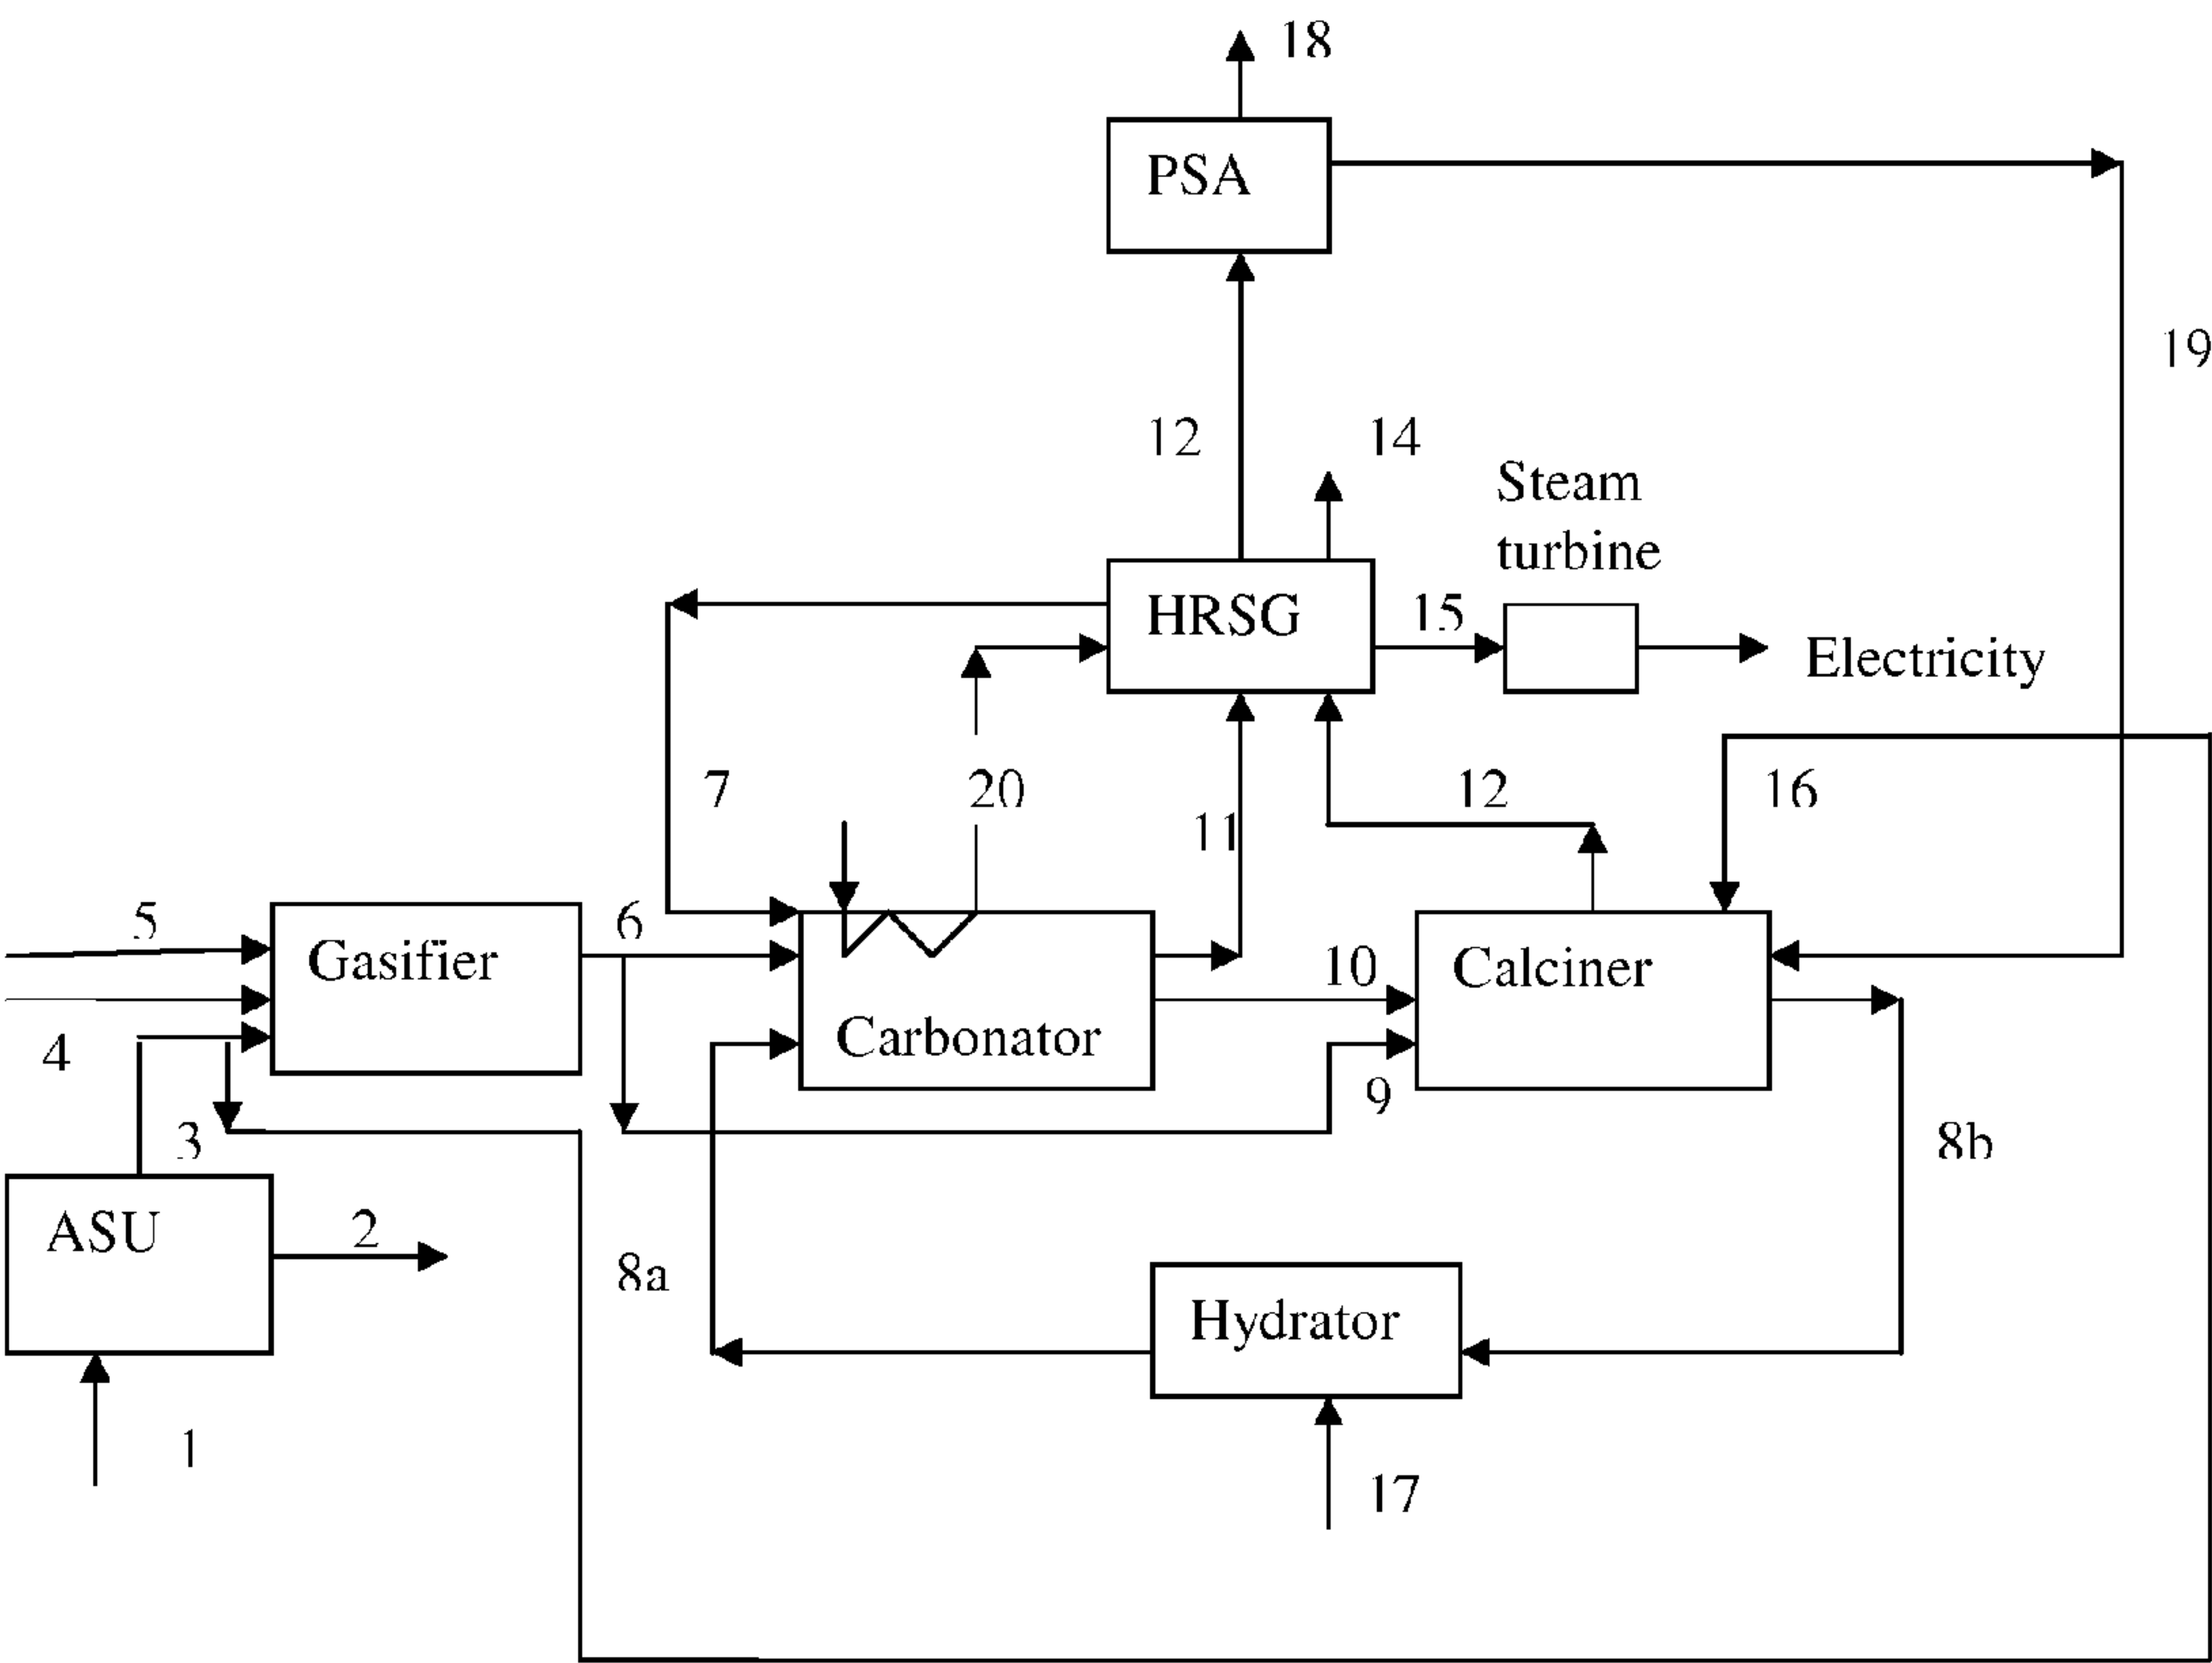 18
PSA
19
12
14
Steam
turbine
HRSG
15
Electricity
7
20
12
16
11
5
6
Gasifier
10
Calciner
Carbonator
4
9
3
8b
ASU
2
8a
Hydrator
1
17